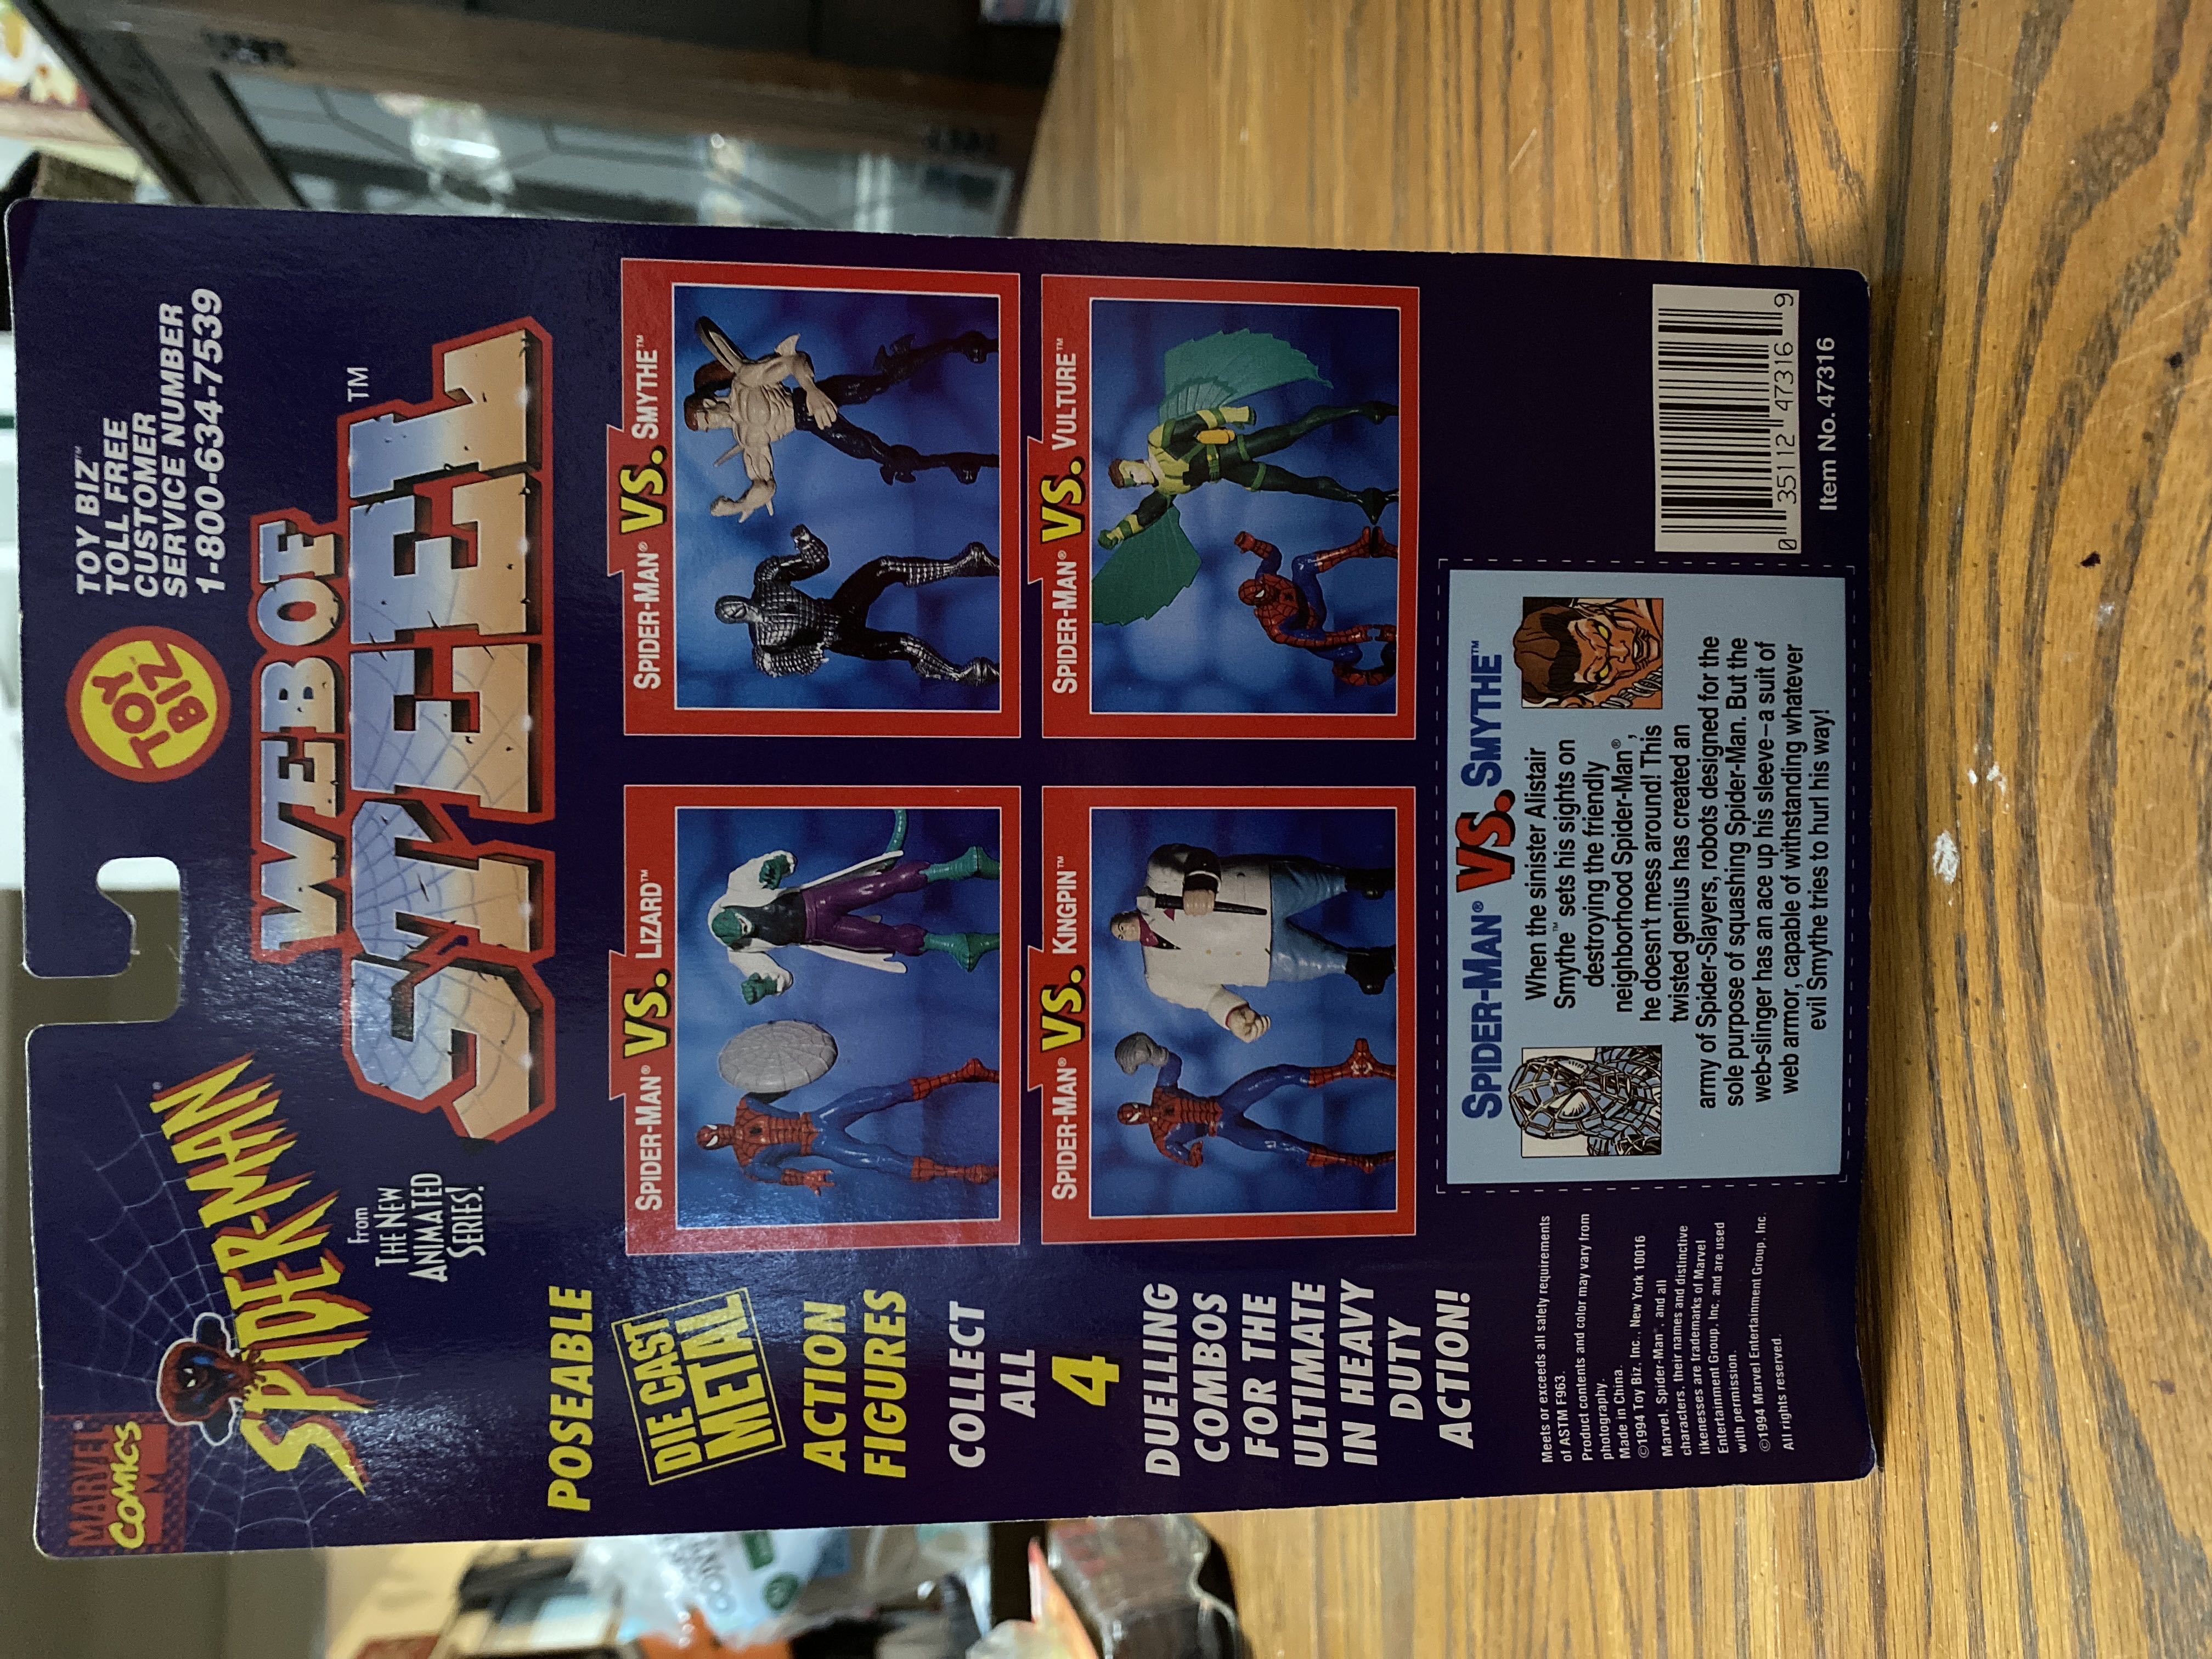 MARVEL®
COMICS
SPIDER-MAN®
From
THE NEW
ANIMATED
SERIES!
TOY
BIZ
TOY BIZ™
TOLL FREE
CUSTOMER
SERVICE NUMBER
1-800-634-7539
WEB OF
STEEL™
POSEABLE
DIE CAST
METAL
ACTION
FIGURES
COLLECT
ALL
4
DUELLING
COMBOS
FOR THE
ULTIMATE
IN HEAVY
DUTY
ACTION!
SPIDER-MAN® VS. LIZARD™
SPIDER-MAN® VS. SMYTHE™
SPIDER-MAN® VS. KINGPIN™
SPIDER-MAN® VS. VULTURE™
Meets or exceeds all safety requirements
of ASTM F963.
Product contents and color may vary from
photography.
Made in China.
©1994 Toy Biz, Inc., New York 10016
Marvel, Spider-Man®, and all
characters, their names and distinctive
likenesses are trademarks of Marvel
Entertainment Group, Inc. and are used
with permission.
©1994 Marvel Entertainment Group, Inc.
All rights reserved.
SPIDER-MAN® VS. SMYTHE™
When the sinister Alistair
Smythe™ sets his sights on
destroying the friendly
neighborhood Spider-Man®,
he doesn't mess around! This
twisted genius has created an
army of Spider-Slayers, robots designed for the
sole purpose of squashing Spider-Man. But the
web-slinger has an ace up his sleeve–a suit of
web armor, capable of withstanding whatever
evil Smythe tries to hurl his way!
0 35112 47316 9
Item No. 47316